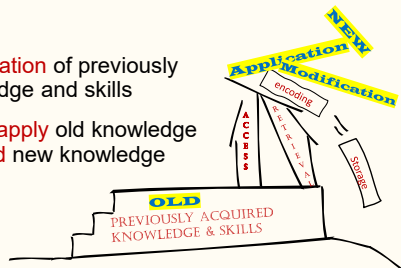 ation of previously
dge and skills
apply old knowledge
d new knowledge
NEW
Application
Modification
encoding
ACCESS
RETRIEVAL
Storage
OLD
PREVIOUSLY ACQUIRED
KNOWLEDGE & SKILLS